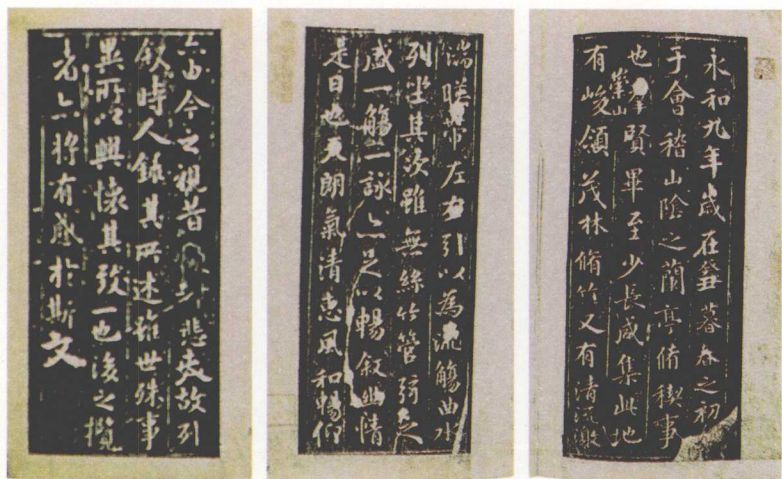 永和九年歲在癸丑暮春之初
于會稽山陰之蘭亭脩稧事
也群賢畢至少長咸集此地
有崇山峻領茂林脩竹又有清流激
湍暎帶左右引以為流觴曲水
列坐其次雖無絲竹管弦之
盛一觴一詠亦足以暢敘幽情
是日也天朗氣清惠風和暢仰
亦由今之視昔悲夫故列
敘時人錄其所述雖世殊事
異所以興懷其致一也後之攬
者亦將有感於斯文